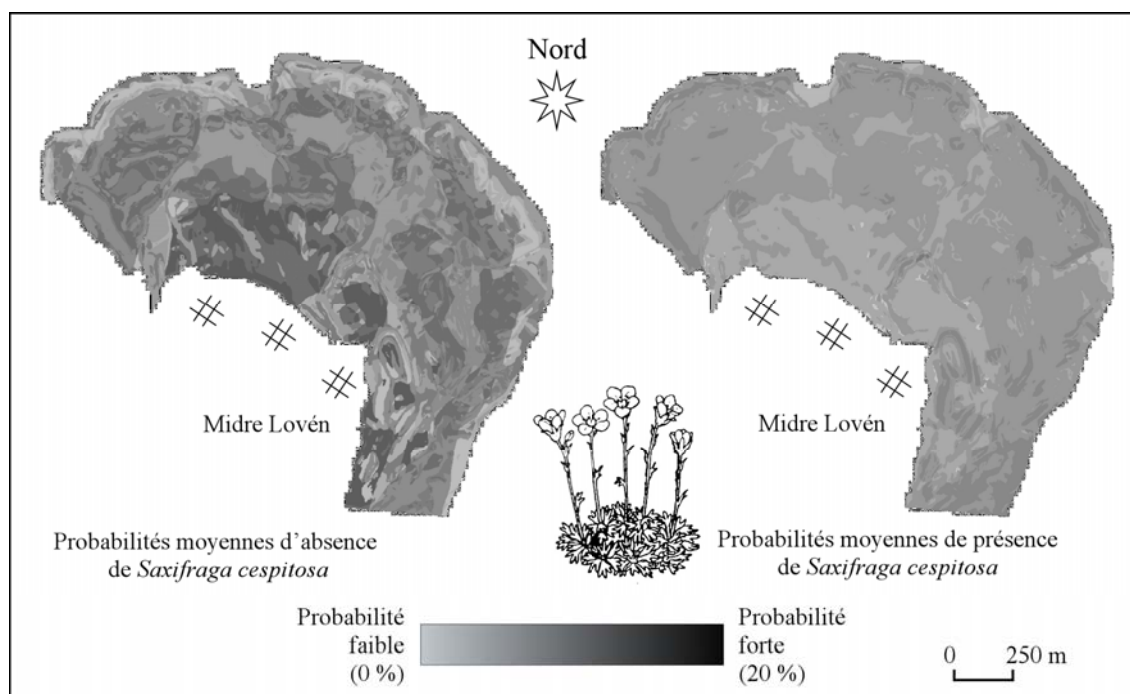 Nord
Midre Lovén
Midre Lovén
Probabilités moyennes d'absence
de Saxifraga cespitosa
Probabilités moyennes de présence
de Saxifraga cespitosa
Probabilité
faible
(0 %)
Probabilité
forte
(20 %)
0 250 m